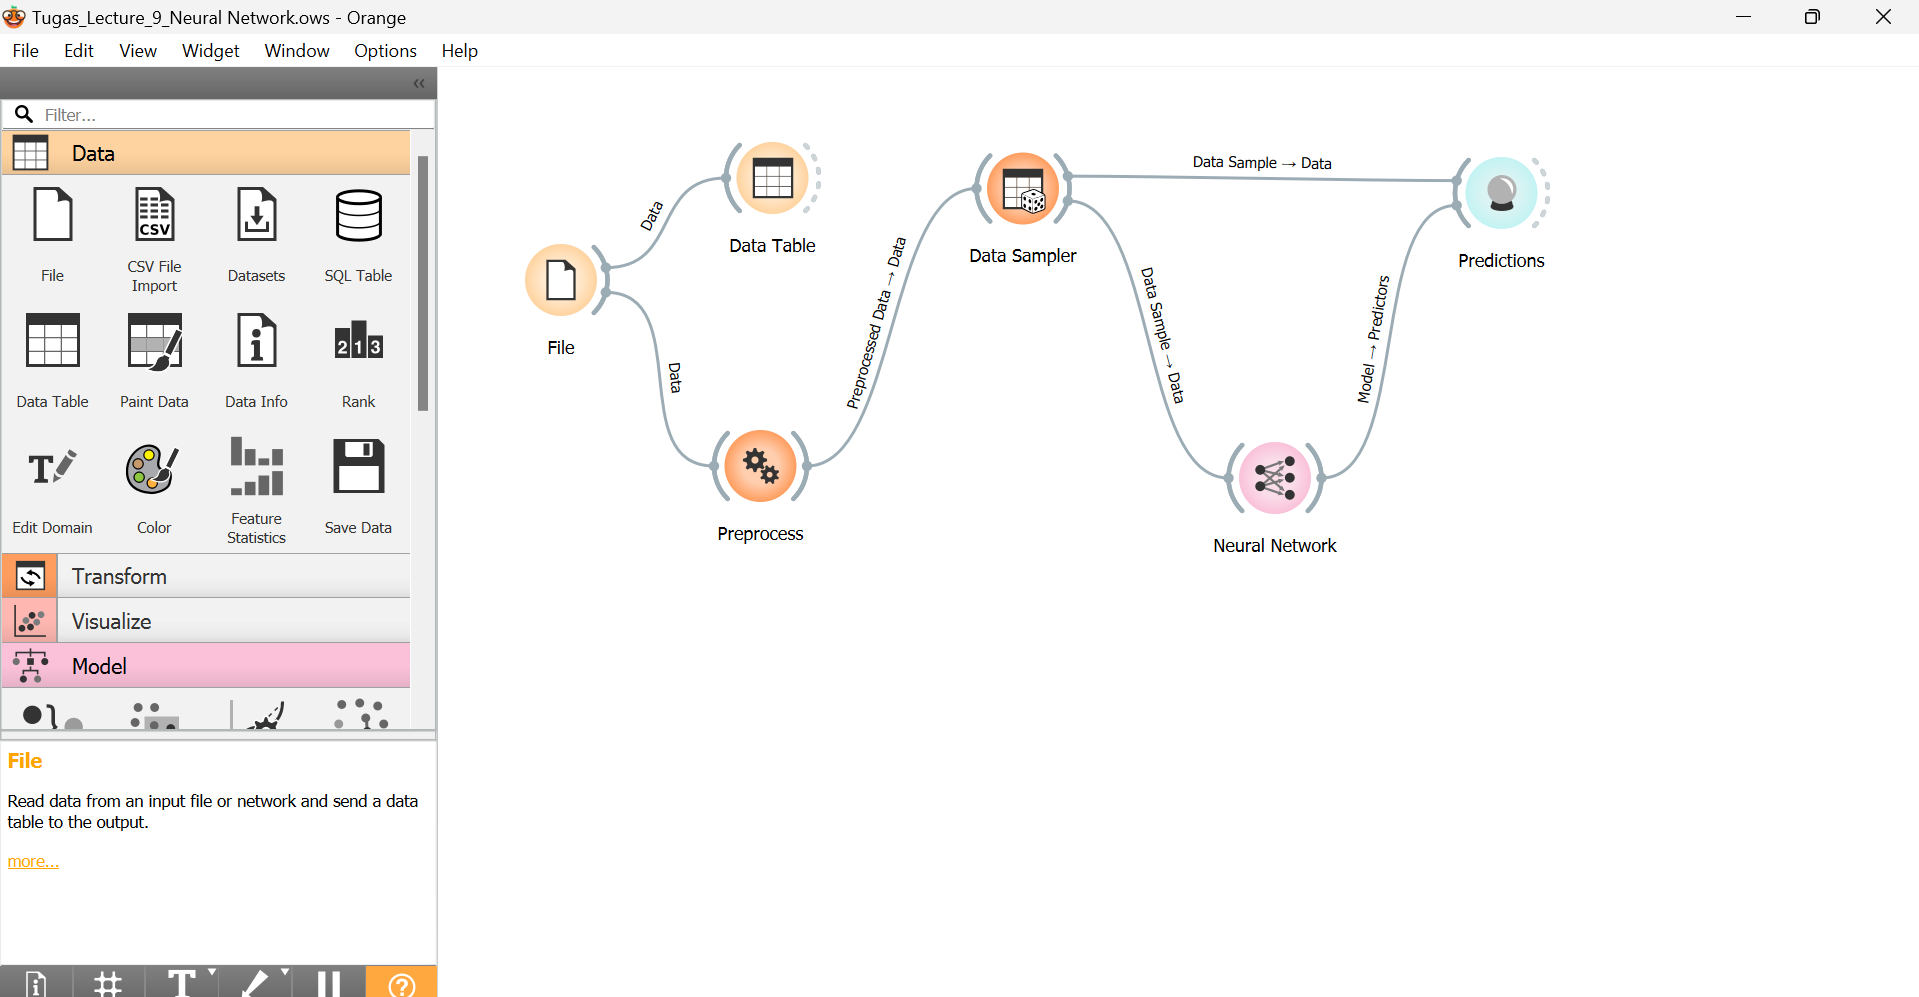 Tugas_Lecture_9_Neural Network.ows - Orange
File Edit View Widget Window Options Help
Filter...
Data
File
CSV File
Import
Datasets
SQL Table
Data Table
Paint Data
Data Info
Rank
Edit Domain
Color
Feature
Statistics
Save Data
Transform
Visualize
Model
File
Read data from an input file or network and send a data
table to the output.
more...
File
Data
Data Table
Data
Preprocess
Preprocessed Data → Data
Data Sampler
Data Sample → Data
Data Sample → Data
Neural Network
Model → Predictors
Predictions